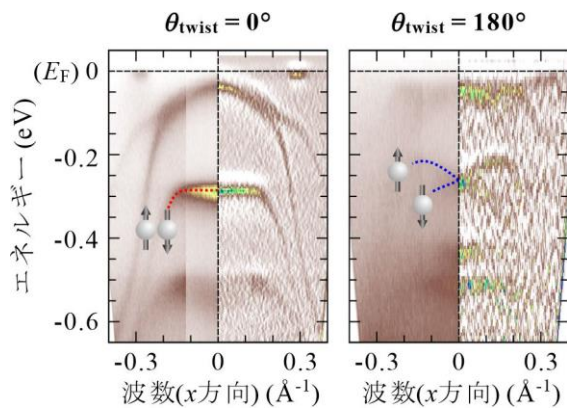 θtwist = 0°
θtwist = 180°
(EF) 0
-0.2
-0.4
-0.6
エネルギー (eV)
-0.3 0 0.3
-0.3 0 0.3
波数(x方向) (Å-1)
波数(x方向) (Å-1)